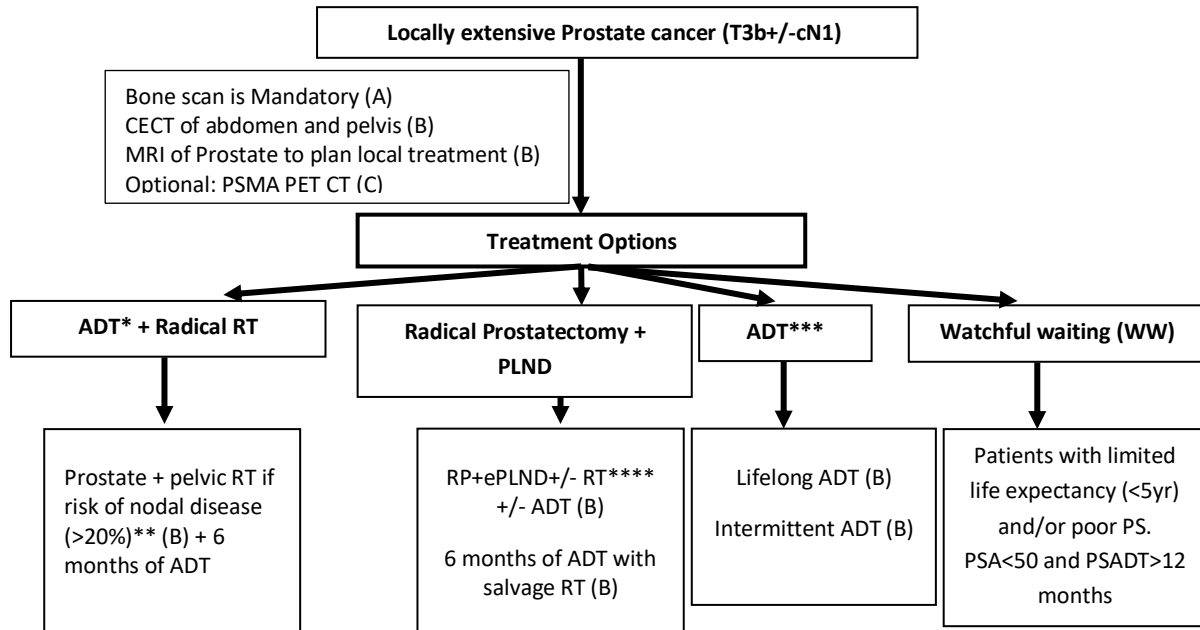 Locally extensive Prostate cancer (T3b+/-cN1)
Bone scan is Mandatory (A)
CECT of abdomen and pelvis (B)
MRI of Prostate to plan local treatment (B)
Optional: PSMA PET CT (C)
Treatment Options
ADT* + Radical RT
Radical Prostatectomy +
PLND
ADT***
Watchful waiting (WW)
Prostate + pelvic RT if
risk of nodal disease
(>20%)** (B) + 6
months of ADT
RP+ePLND+/- RT****
+/- ADT (B)
6 months of ADT with
salvage RT (B)
Lifelong ADT (B)
Intermittent ADT (B)
Patients with limited
life expectancy (<5yr)
and/or poor PS.
PSA<50 and PSADT>12
months